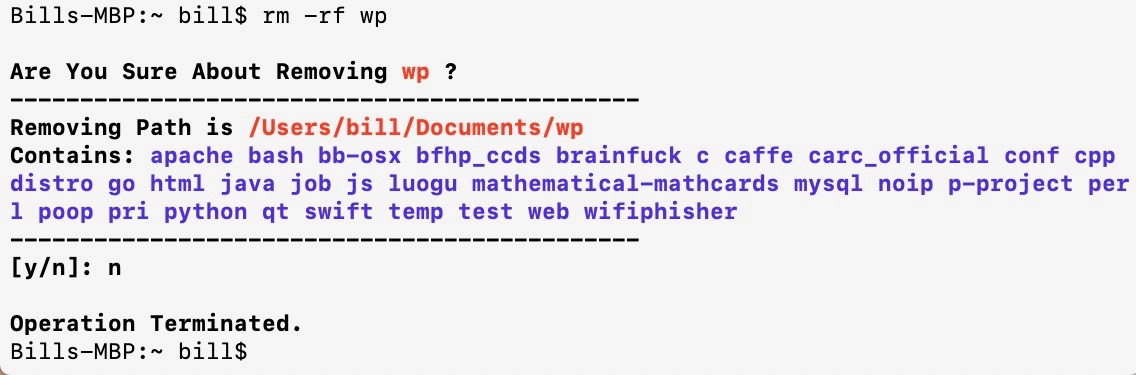 Bills-MBP:~ bill$ rm -rf wp
Are You Sure About Removing wp ?
---------------------------------------------
Removing Path is /Users/bill/Documents/wp
Contains: apache bash bb-osx bfhp_ccds brainfuck c caffe carc_official conf cpp
distro go html java job js luogu mathematical-mathcards mysql noip p-project per
l poop pri python qt swift temp test web wifiphisher
---------------------------------------------
[y/n]: n
Operation Terminated.
Bills-MBP:~ bill$